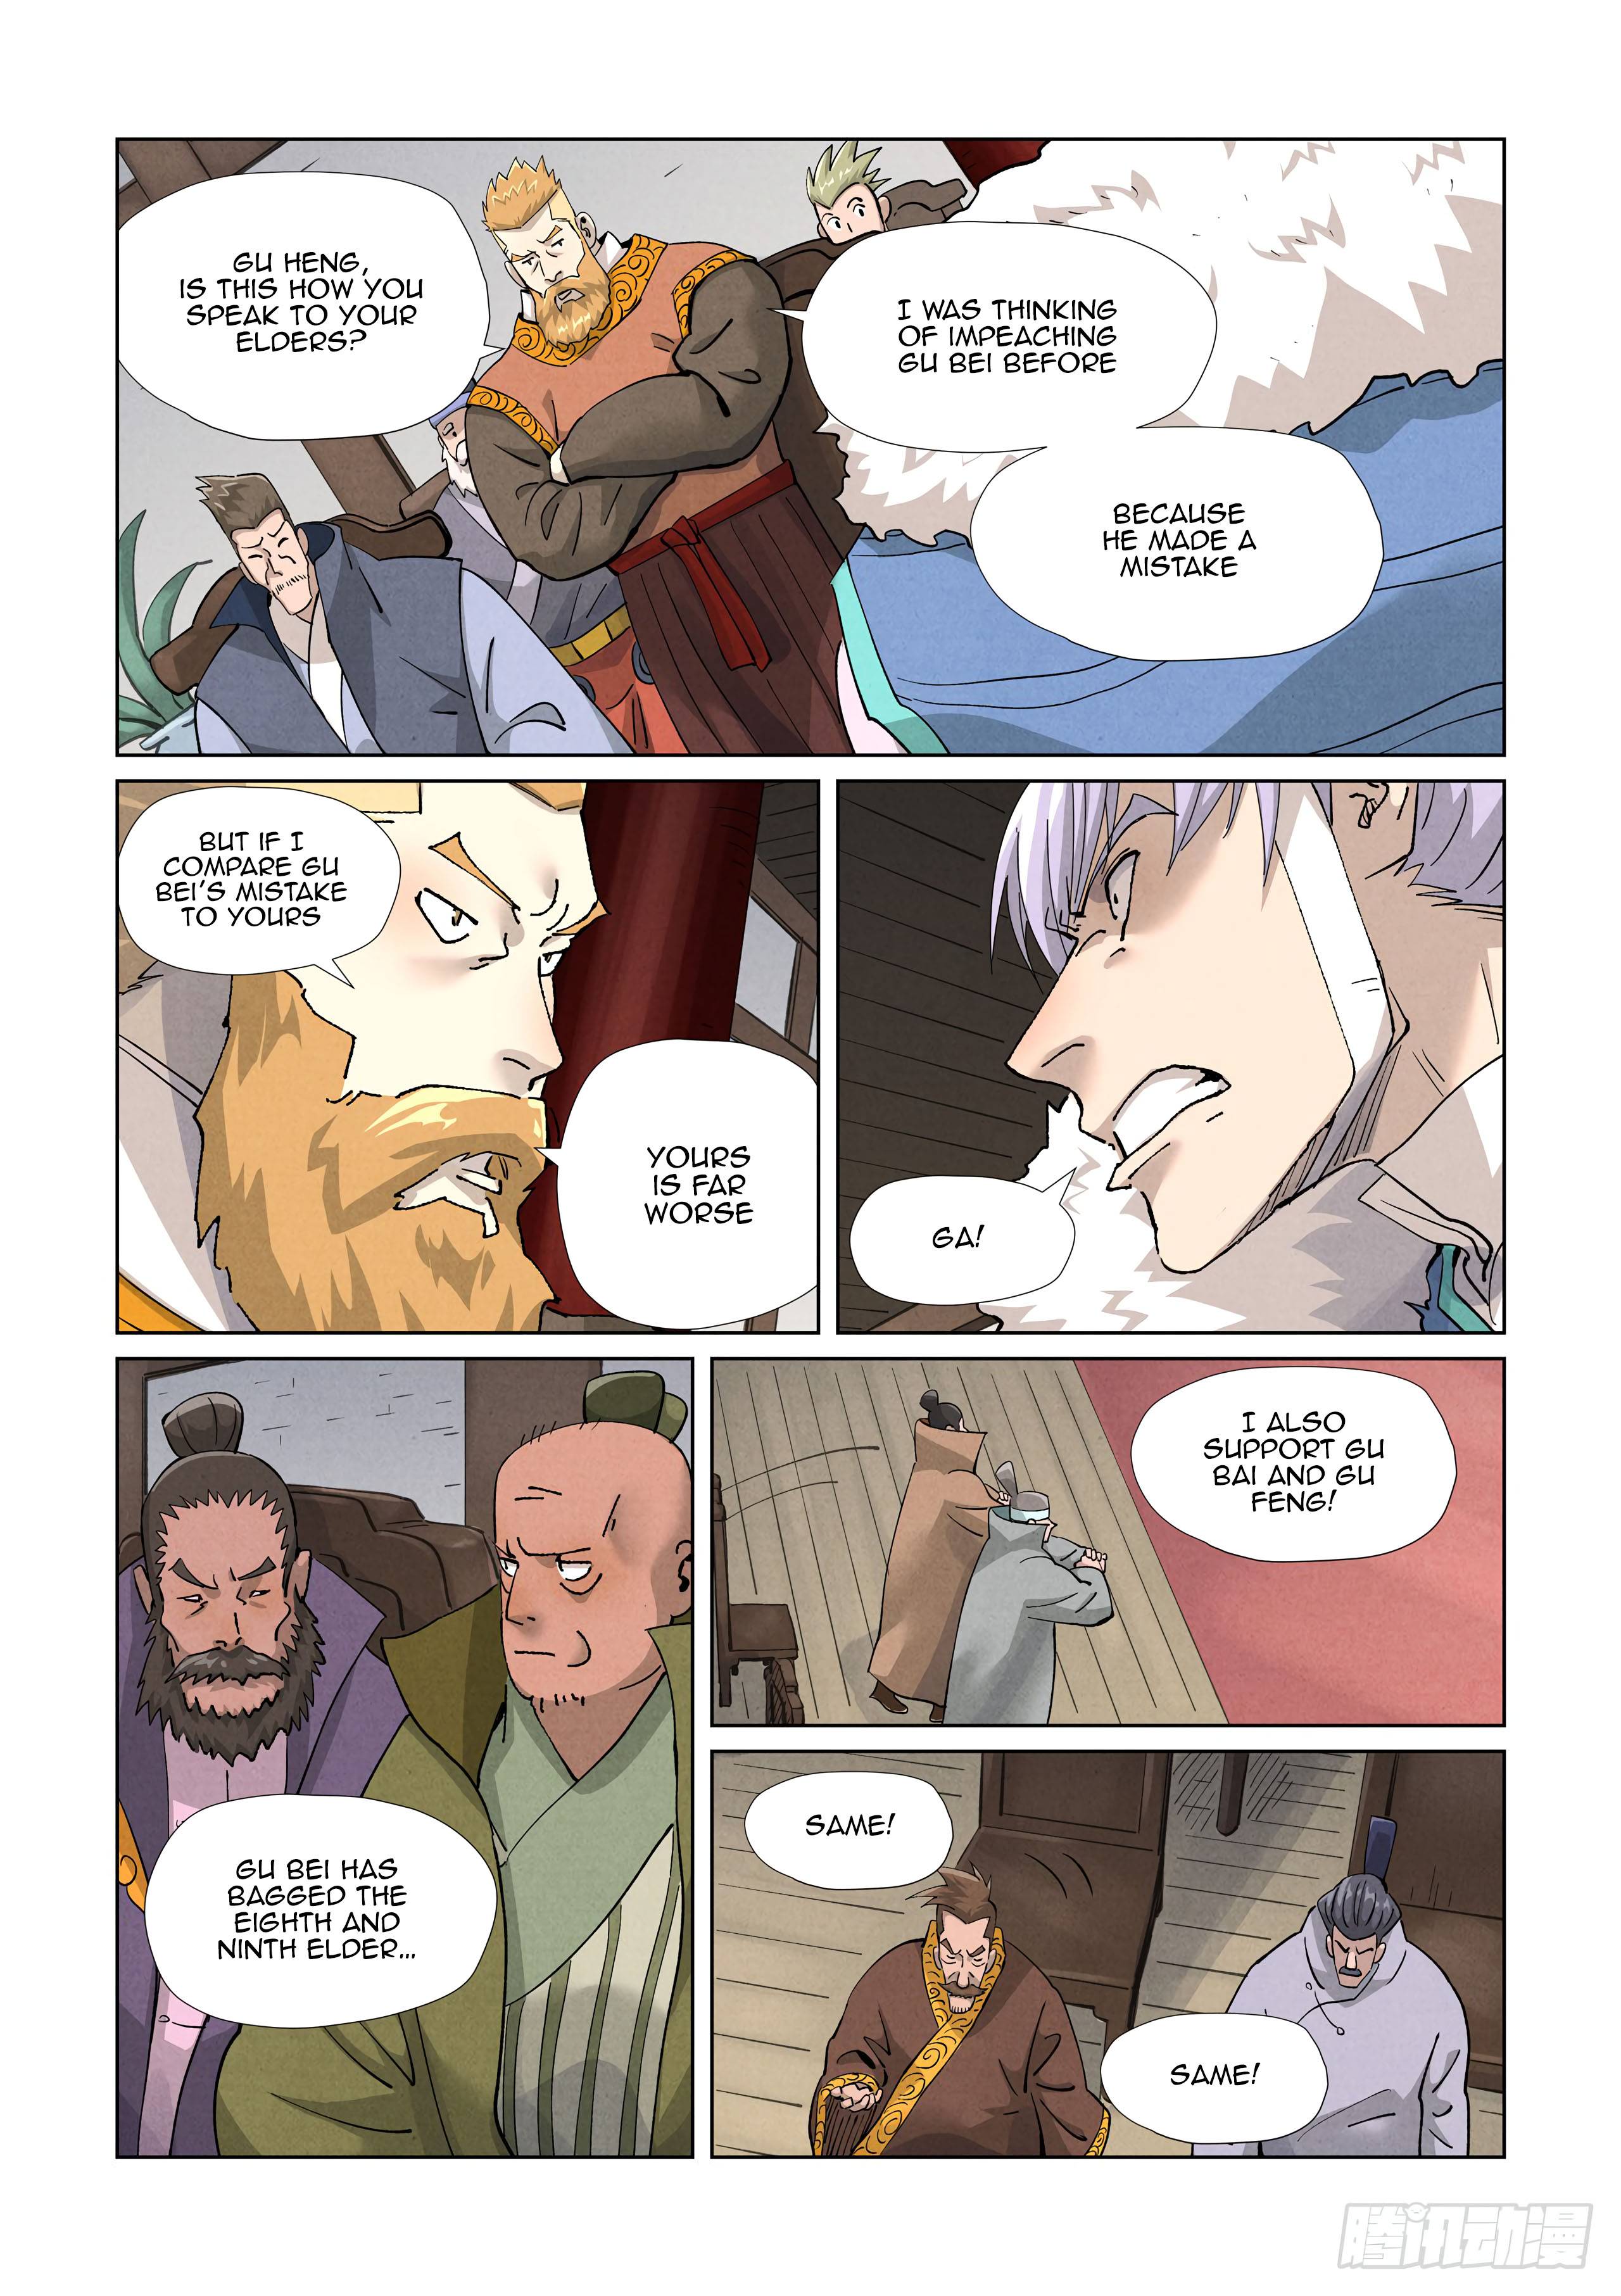 GU HENG,
IS THIS HOW YOU
SPEAK TO YOUR
ELDERS?
I WAS THINKING
OF IMPEACHING
GU BEI BEFORE
BECAUSE
HE MADE A
MISTAKE
BUT IF I
COMPARE GU
BEI'S MISTAKE
TO YOURS
YOURS
IS FAR
WORSE
GA!
GU BEI HAS
BAGGED THE
EIGHTH AND
NINTH ELDER...
I ALSO
SUPPORT GU
BAI AND GU
FENG!
SAME!
SAME!
腾讯动漫